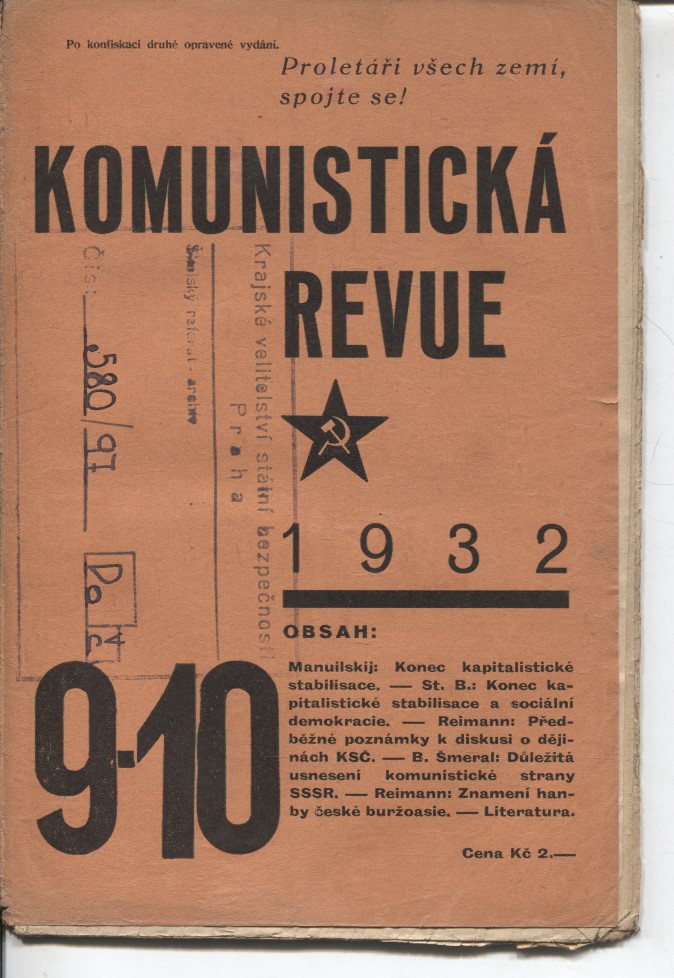 Po konfiskaci druhé opravené vydání.
Proletáři všech zemí,
spojte se!
KOMUNISTICKÁ
REVUE
1932
OBSAH:
Manuilskij: Konec kapitalistické
stabilisace. — St. B.: Konec ka-
pitalistické stabilisace a sociální
demokracie. — Reimann: Před-
běžné poznámky k diskusi o ději-
nách KSČ. — B. Šmeral: Důležitá
usnesení komunistické strany
SSSR. — Reimann: Znamení han-
by české buržoasie. — Literatura.
9-10
Cena Kč 2.—
Krajské velitelství státní bezpečnosti
Praha
archiv
Čís:
580/97